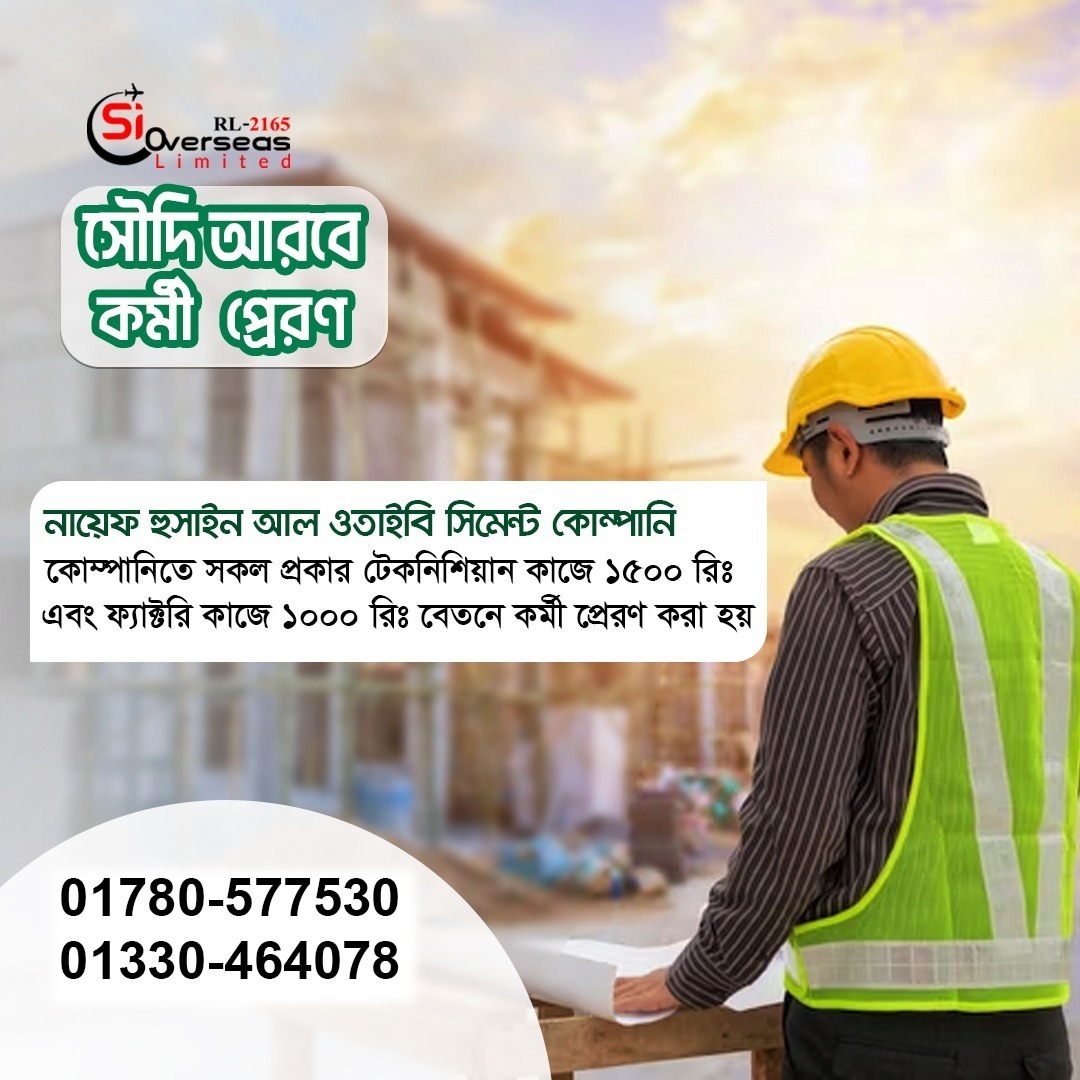 Si
RL-2165
Overseas
Limited
সৌদি আরবে
কর্মী প্রেরণ
নায়েফ হুসাইন আল ওতাইবি সিমেন্ট কোম্পানি
কোম্পানিতে সকল প্রকার টেকনিশিয়ান কাজে ১৫০০ রিঃ
এবং ফ্যাক্টরি কাজে ১০০০ রিঃ বেতনে কর্মী প্রেরণ করা হয়
01780-577530
01330-464078